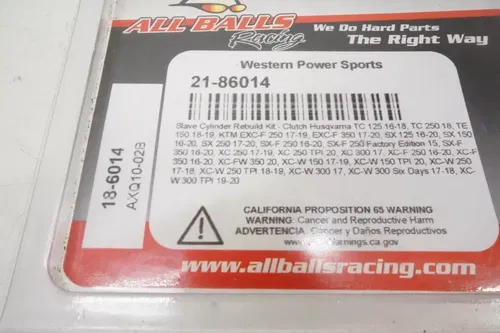 ALL BALLS
Racing
We Do Hard Parts
The Right Way
Western Power Sports
21-86014
Slave Cylinder Rebuild Kit - Clutch Husqvarna TC 125 16-18, TC 250 18, TE
150 18-19, KTM EXC-F 250 17-19, EXC-F 350 17-20, SX 125 16-20, SX 150
16-20, SX 250 17-20, SX-F 250 16-20, SX-F 250 Factory Edition 15, SX-F
350 16-20, XC 250 17-19, XC 250 TPI 20, XC 300 17, XC-F 250 16-20, XC-F
350 16-20, XC-FW 350 20, XC-W 150 17-19, XC-W 150 TPI 20, XC-W 250
17-18, XC-W 250 TPI 18-19, XC-W 300 17, XC-W 300 Six Days 17-18, XC-
W 300 TPI 19-20
18-6014
AXQ10-02B
CALIFORNIA PROPOSITION 65 WARNING
WARNING: Cancer and Reproductive Harm
ADVERTENCIA: Cáncer y Daños Reproductivos
www.P65Warnings.ca.gov
www.allballsracing.com